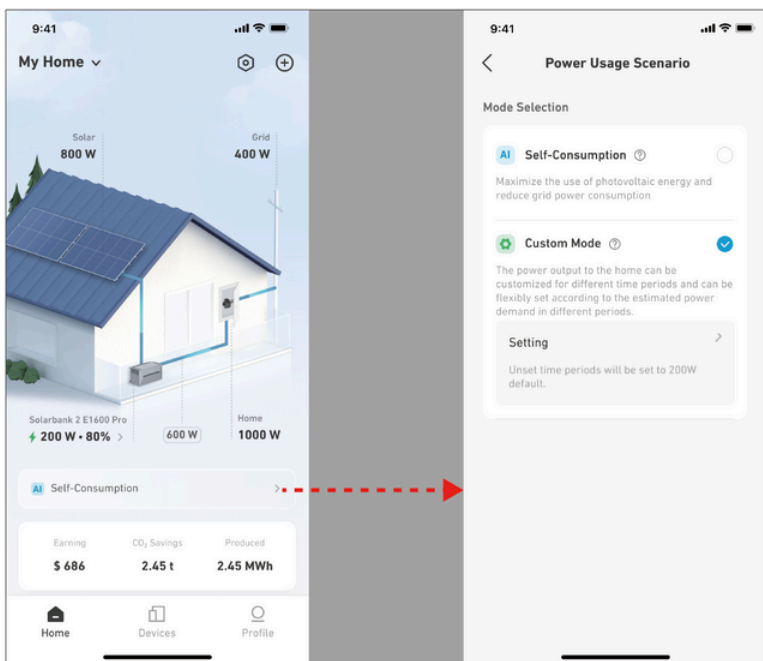 9:41
My Home
Solar
800 W
Grid
400 W
Solarbank 2 E1600 Pro
200 W • 80%
600 W
Home
1000 W
AI Self-Consumption
Earning
$ 686
CO₂ Savings
2.45 t
Produced
2.45 MWh
Home
Devices
Profile
9:41
Power Usage Scenario
Mode Selection
AI Self-Consumption ?
Maximize the use of photovoltaic energy and
reduce grid power consumption
Custom Mode ?
The power output to the home can be
customized for different time periods and can be
flexibly set according to the estimated power
demand in different periods.
Setting
Unset time periods will be set to 200W
default.